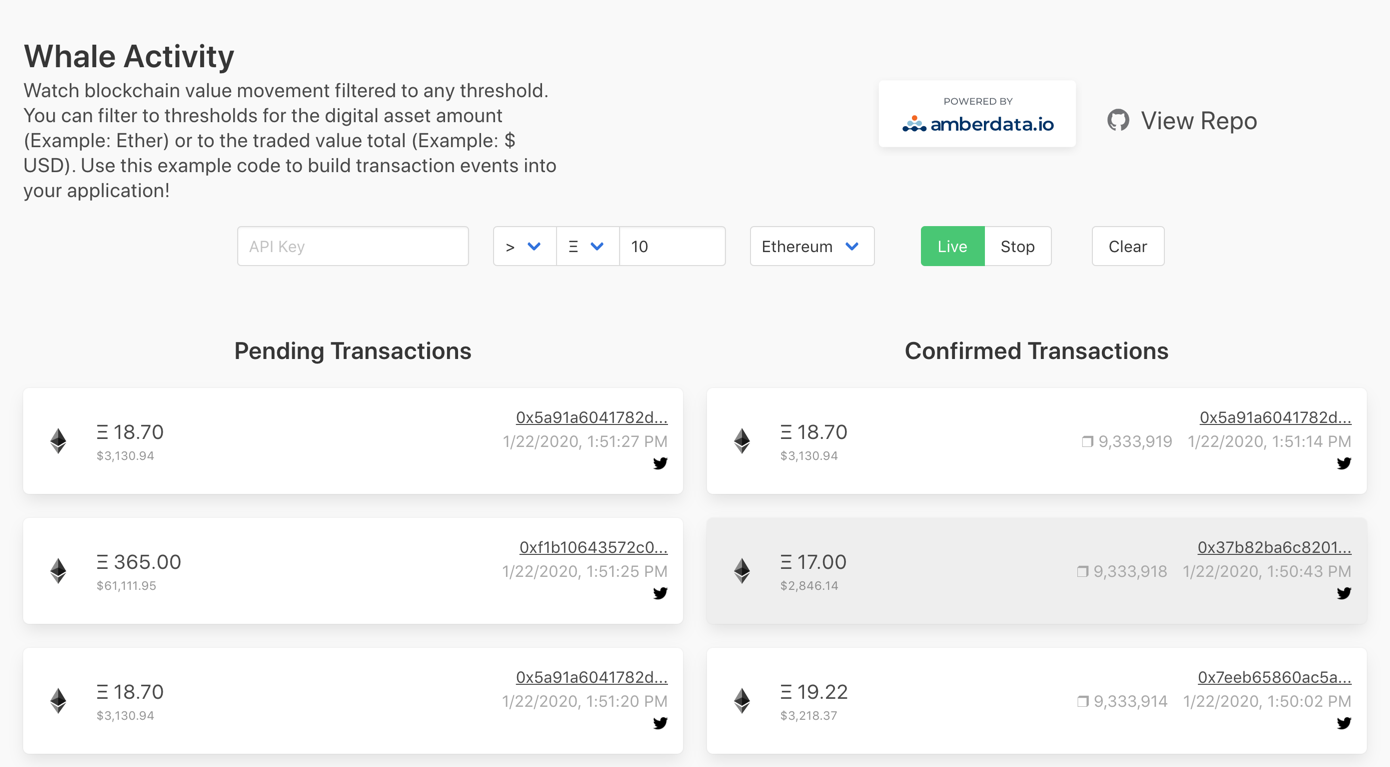 Whale Activity
Watch blockchain value movement filtered to any threshold.
You can filter to thresholds for the digital asset amount
(Example: Ether) or to the traded value total (Example: $
USD). Use this example code to build transaction events into
your application!
POWERED BY
amberdata.io
View Repo
API Key
>
Ξ
10
Ethereum
Live
Stop
Clear
Pending Transactions
Ξ 18.70
$3,130.94
0x5a91a6041782d...
1/22/2020, 1:51:27 PM
Ξ 365.00
$61,111.95
0xf1b10643572c0...
1/22/2020, 1:51:25 PM
Ξ 18.70
$3,130.94
0x5a91a6041782d...
1/22/2020, 1:51:20 PM
Confirmed Transactions
Ξ 18.70
$3,130.94
0x5a91a6041782d...
9,333,919 1/22/2020, 1:51:14 PM
Ξ 17.00
$2,846.14
0x37b82ba6c8201...
9,333,918 1/22/2020, 1:50:43 PM
Ξ 19.22
$3,218.37
0x7eeb65860ac5a...
9,333,914 1/22/2020, 1:50:02 PM